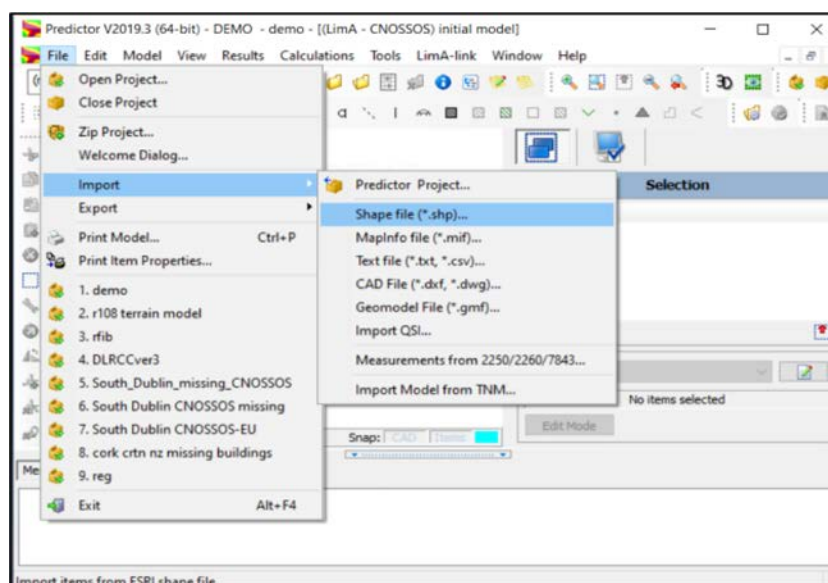 Predictor V2019.3 (64-bit) - DEMO - demo - [(LimA - CNOSSOS) initial model]
File Edit Model View Results Calculations Tools LimA-link Window Help
Open Project...
3D
Close Project
Zip Project...
Welcome Dialog...
Import
Predictor Project...
Selection
Export
Shape file (*.shp)...
Print Model... Ctrl+P
MapInfo file (*.mif)...
Print Item Properties...
Text file (*.txt, *.csv)...
CAD File (*.dxf, *.dwg)...
1. demo
Geomodel File (*.gmf)...
2. r108 terrain model
Import QSI...
3. rfib
4. DLRCCver3
Measurements from 2250/2260/7843...
5. South_Dublin_missing_CNOSSOS
Import Model from TNM...
No items selected
6. South Dublin CNOSSOS missing
7. South Dublin CNOSSOS-EU
Edit Mode
Snap: CAD Items
8. cork crtn nz missing buildings
Me
9. reg
Exit Alt+F4
Import items from ESRI shape file